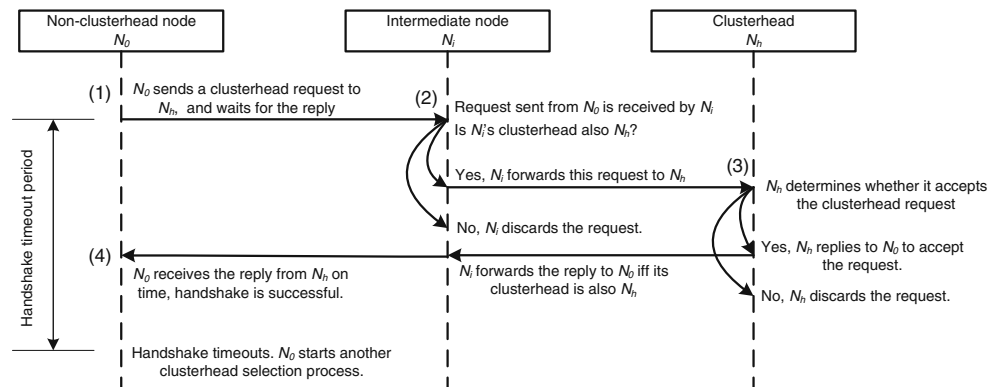 Non-clusterhead node
N0
Intermediate node
Ni
Clusterhead
Nh
(1)
N0 sends a clusterhead request to
Nh, and waits for the reply
(2)
Request sent from N0 is received by Ni
Is Ni's clusterhead also Nh?
Yes, Ni forwards this request to Nh
(3)
Nh determines whether it accepts
the clusterhead request
No, Ni discards the request.
Yes, Nh replies to N0 to accept
the request.
(4)
N0 receives the reply from Nh on
time, handshake is successful.
Ni forwards the reply to N0 iff its
clusterhead is also Nh
No, Nh discards the request.
Handshake timeout period
Handshake timeouts. N0 starts another
clusterhead selection process.